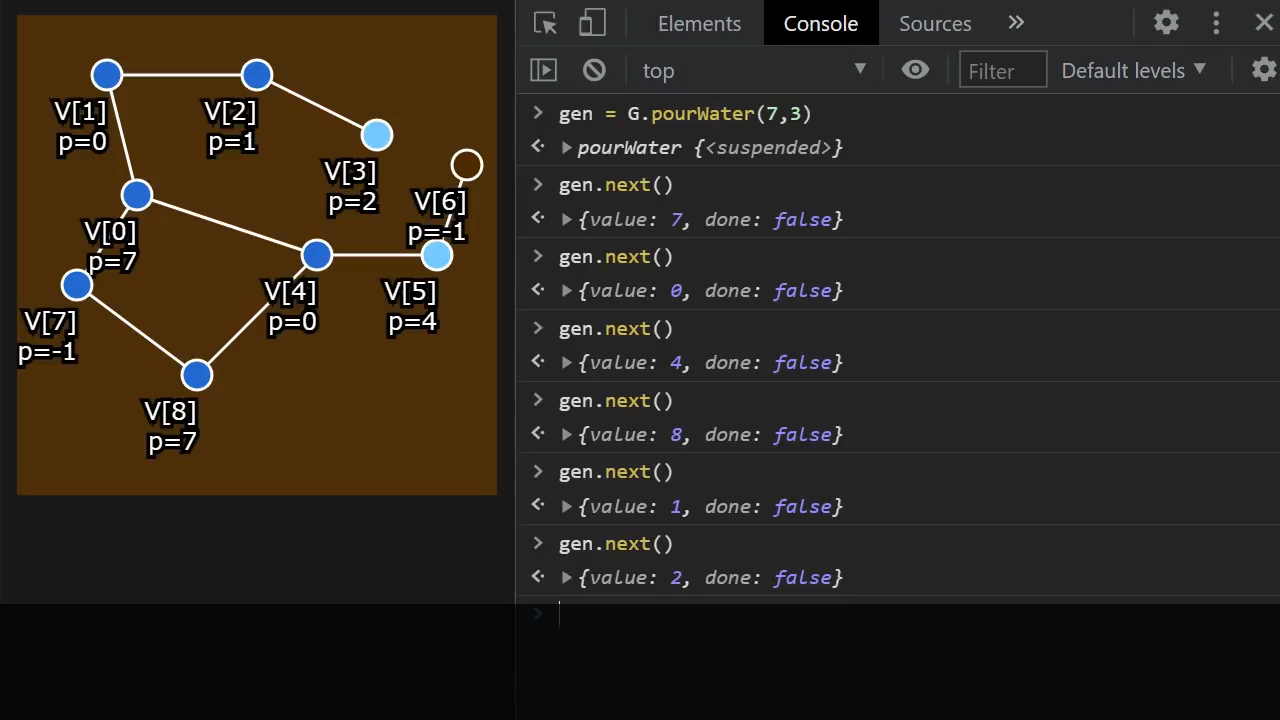 V[1]
p=0
V[2]
p=1
V[3]
p=2
V[6]
p=-1
V[0]
p=7
V[4]
p=0
V[5]
p=4
V[7]
p=-1
V[8]
p=7
Elements Console Sources
top Filter Default levels
gen = G.pourWater(7,3)
pourWater {<suspended>}
gen.next()
{value: 7, done: false}
gen.next()
{value: 0, done: false}
gen.next()
{value: 4, done: false}
gen.next()
{value: 8, done: false}
gen.next()
{value: 1, done: false}
gen.next()
{value: 2, done: false}